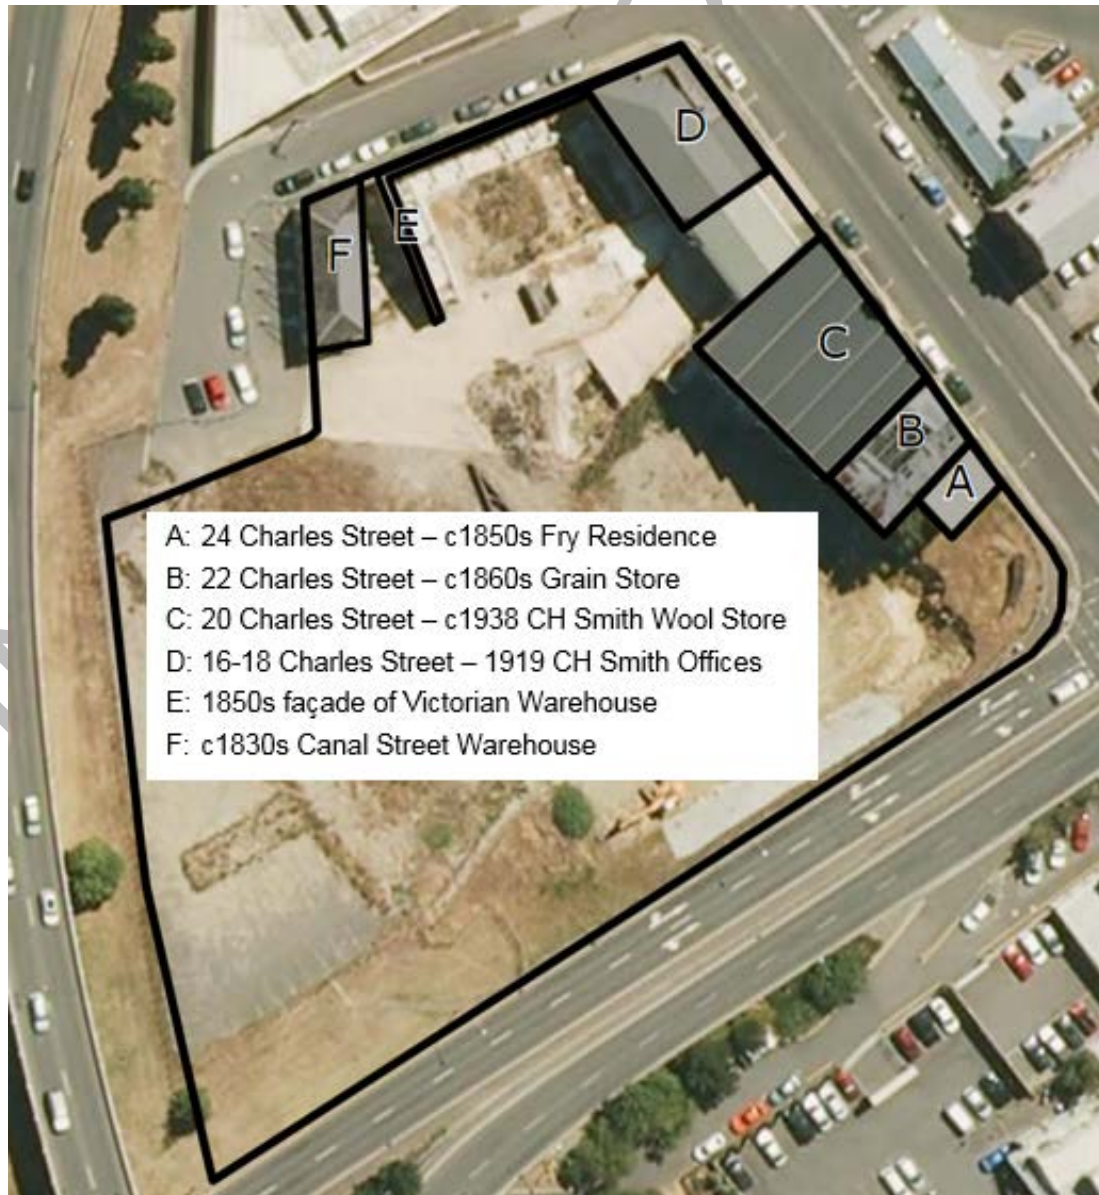 D
E
F
C
B
A
A: 24 Charles Street – c1850s Fry Residence
B: 22 Charles Street – c1860s Grain Store
C: 20 Charles Street – c1938 CH Smith Wool Store
D: 16-18 Charles Street – 1919 CH Smith Offices
E: 1850s façade of Victorian Warehouse
F: c1830s Canal Street Warehouse